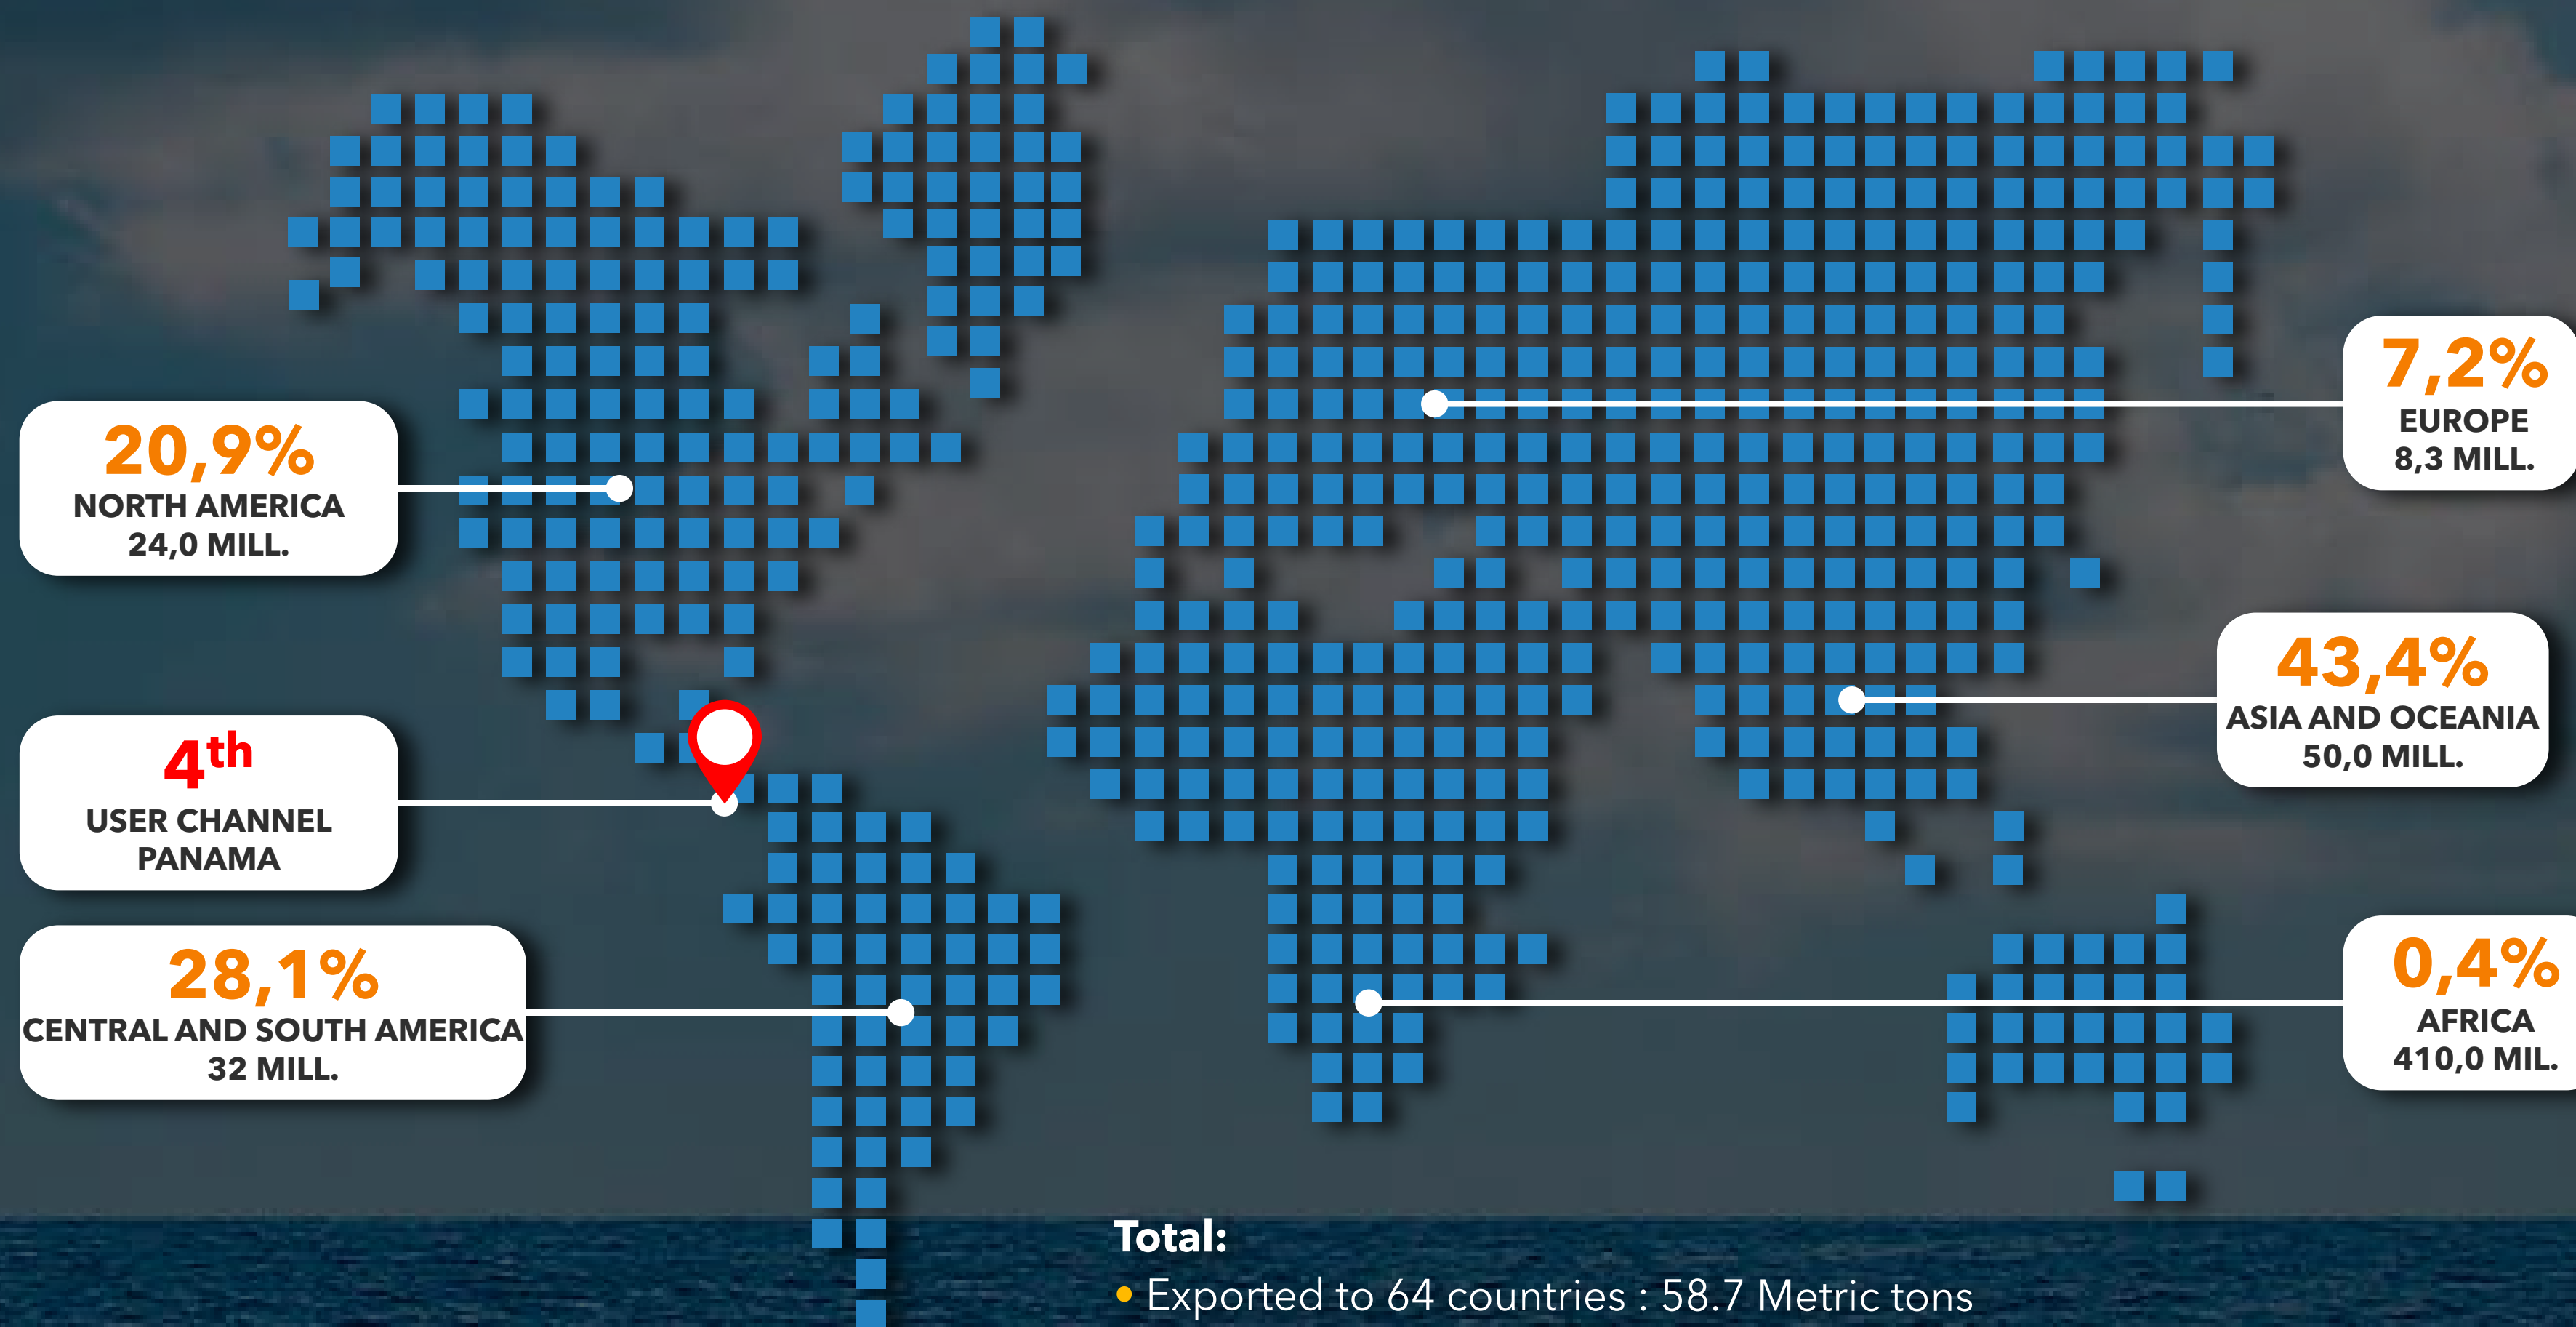 20,9%
NORTH AMERICA
24,0 MILL.
4th
USER CHANNEL
PANAMA
28,1%
CENTRAL AND SOUTH AMERICA
32 MILL.
7,2%
EUROPE
8,3 MILL.
43,4%
ASIA AND OCEANIA
50,0 MILL.
0,4%
AFRICA
410,0 MIL.
Total:
• Exported to 64 countries : 58.7 Metric tons